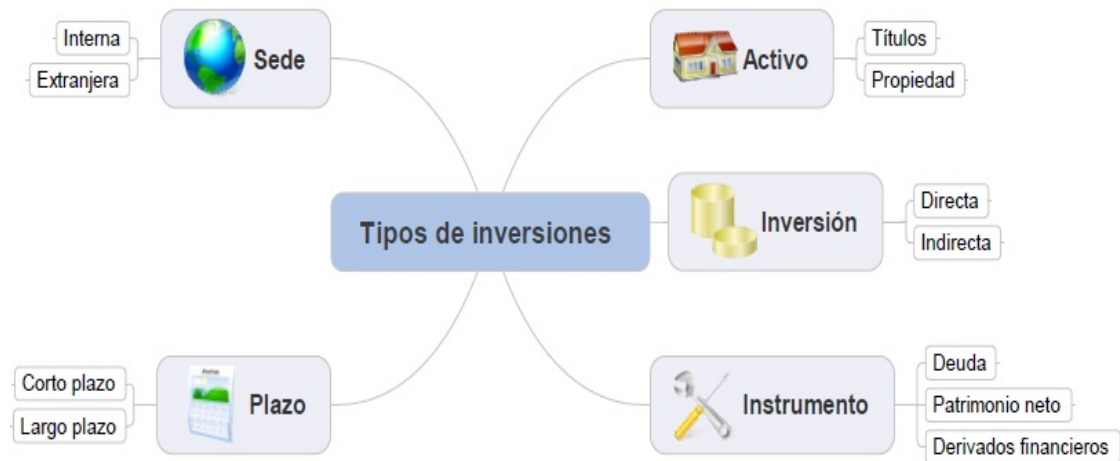 Tipos de inversiones
Sede
Interna
Extranjera
Activo
Títulos
Propiedad
Inversión
Directa
Indirecta
Instrumento
Deuda
Patrimonio neto
Derivados financieros
Plazo
Corto plazo
Largo plazo